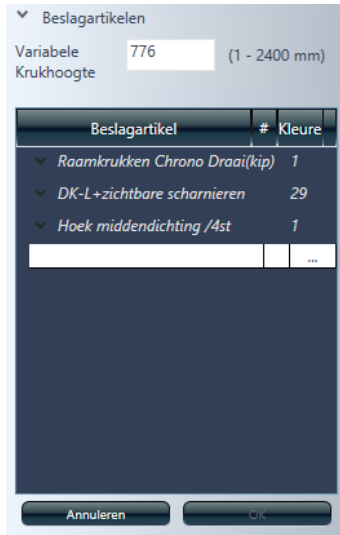 Beslagartikelen
Variabele Krukhoogte 776 (1 - 2400 mm)
Beslagartikel # Kleure
Raamkrukken Chrono Draai(kip) 1
DK-L+zichtbare scharnieren 29
Hoek middendichting /4st 1
...
Annuleren OK